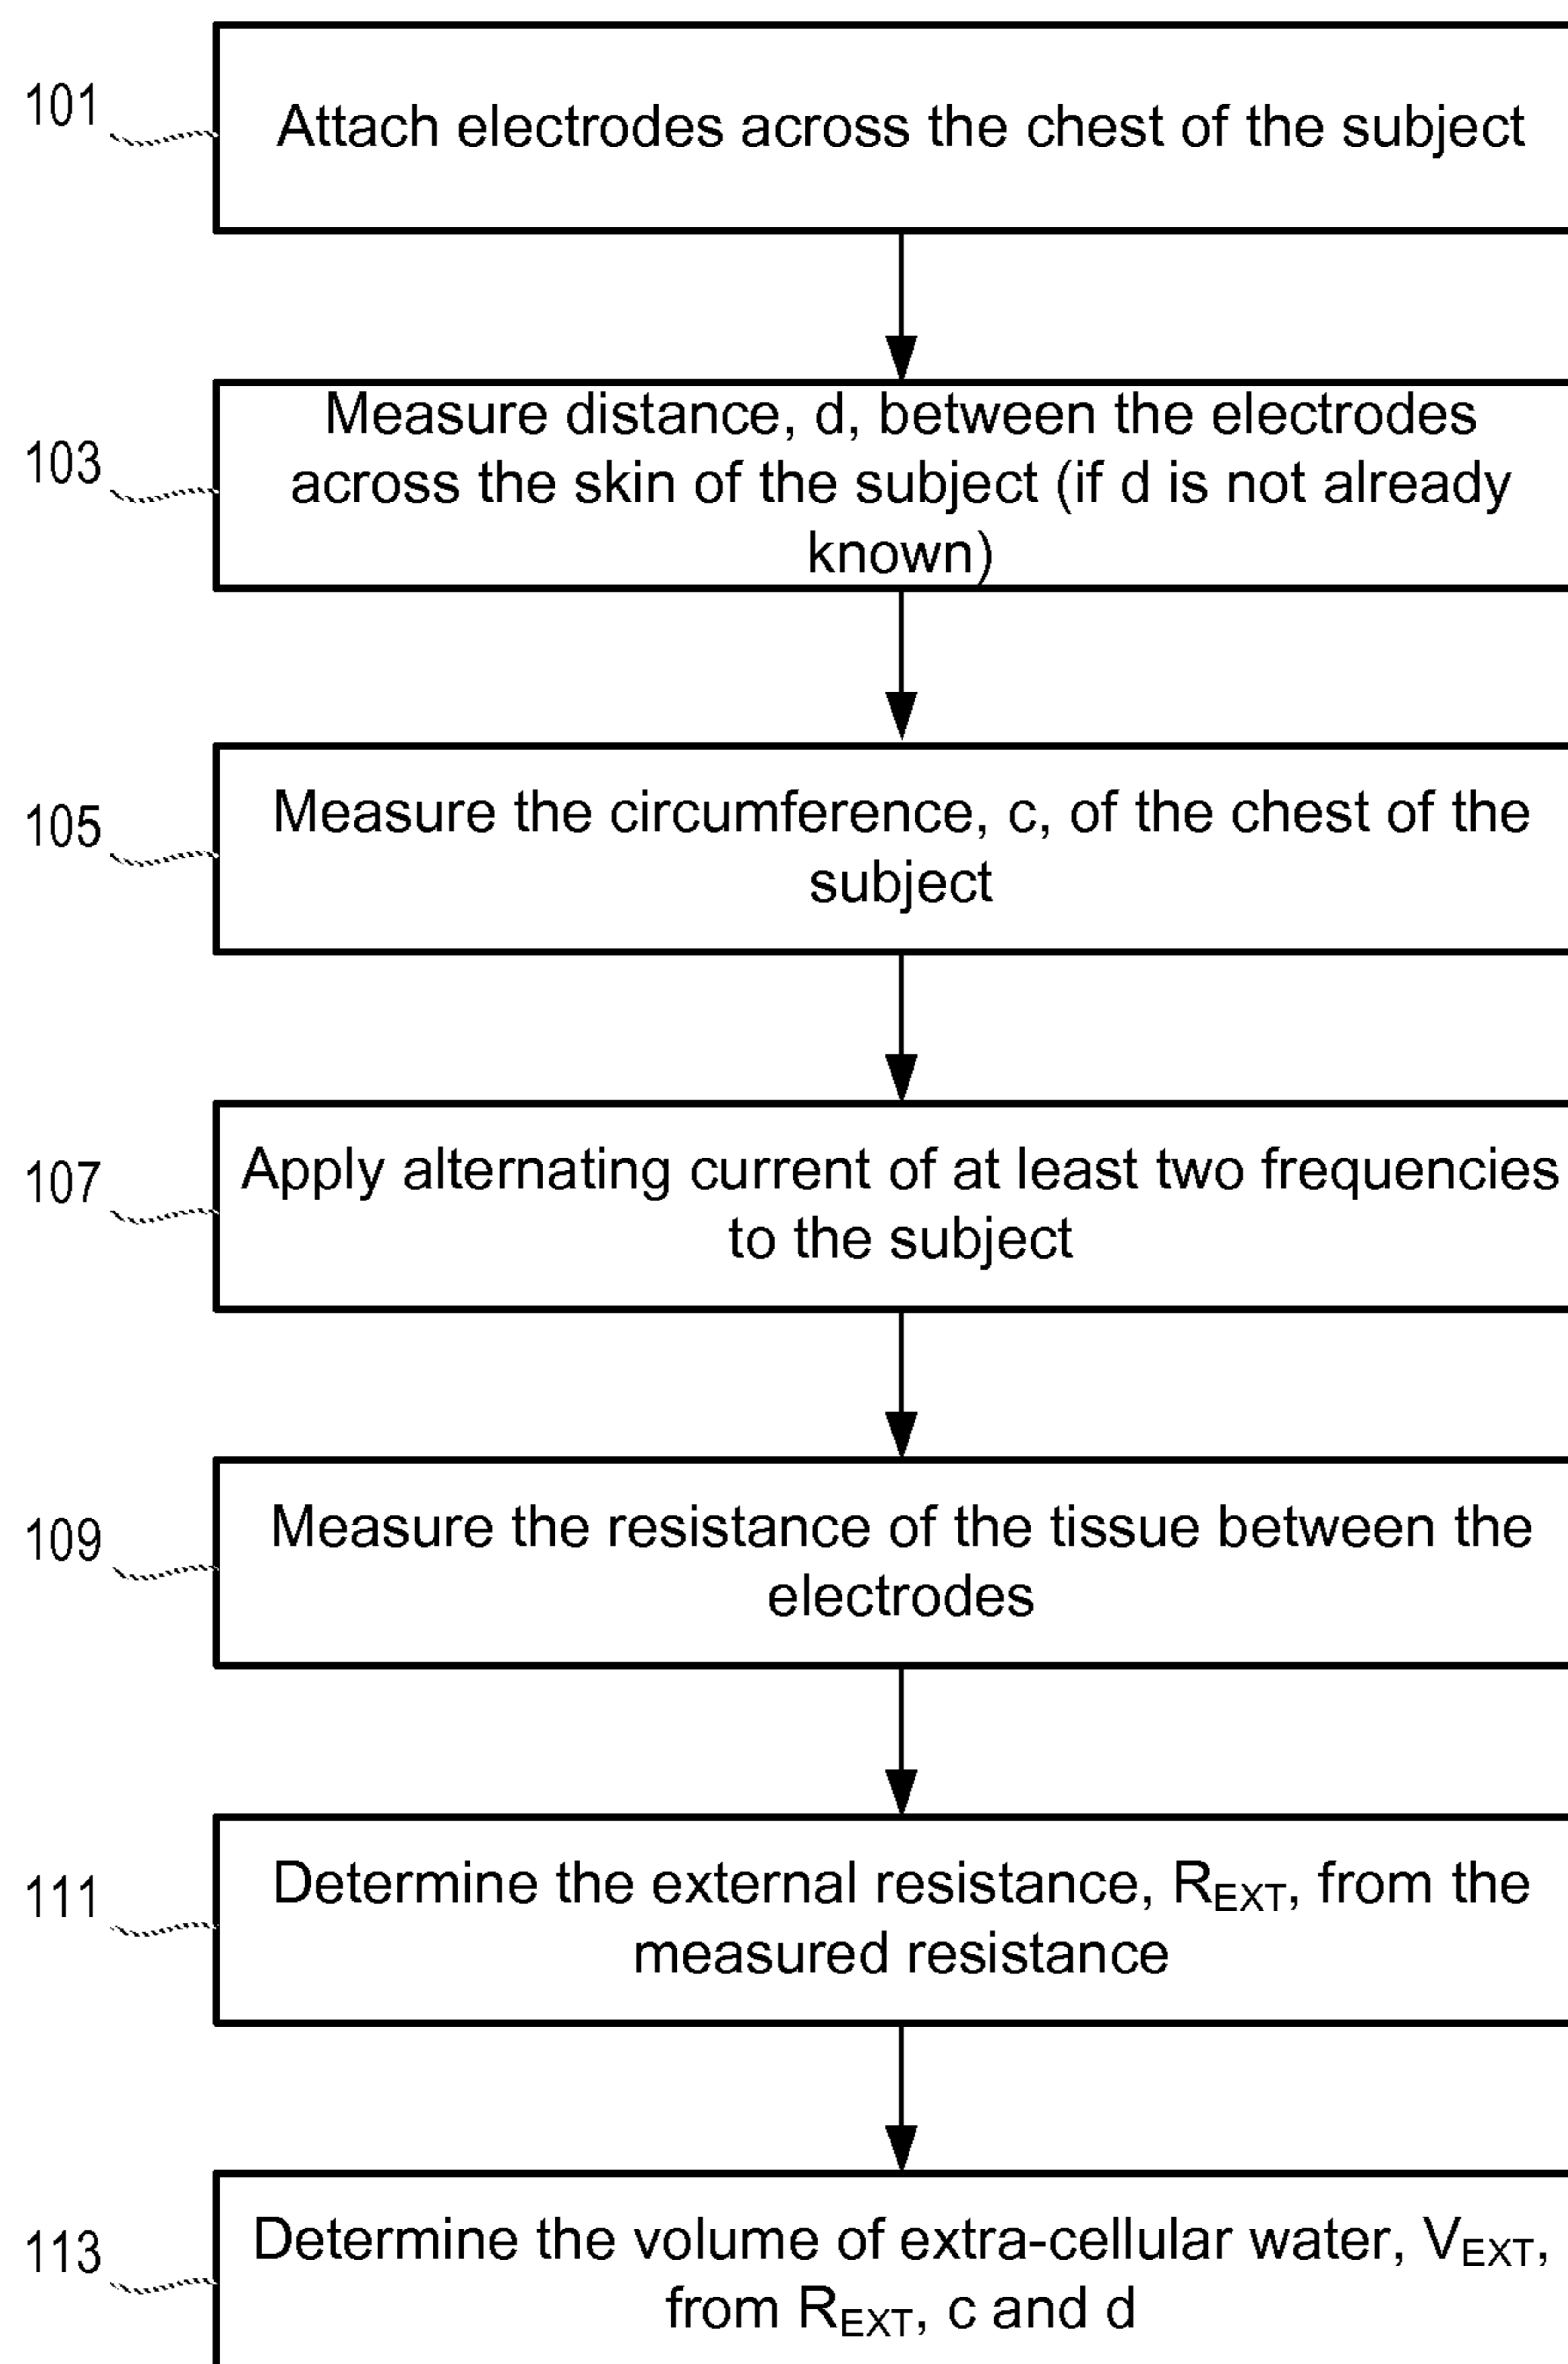 101
Attach electrodes across the chest of the subject
103
Measure distance, d, between the electrodes
across the skin of the subject (if d is not already
known)
105
Measure the circumference, c, of the chest of the
subject
107
Apply alternating current of at least two frequencies
to the subject
109
Measure the resistance of the tissue between the
electrodes
111
Determine the external resistance, R_EXT, from the
measured resistance
113
Determine the volume of extra-cellular water, V_EXT,
from R_EXT, c and d